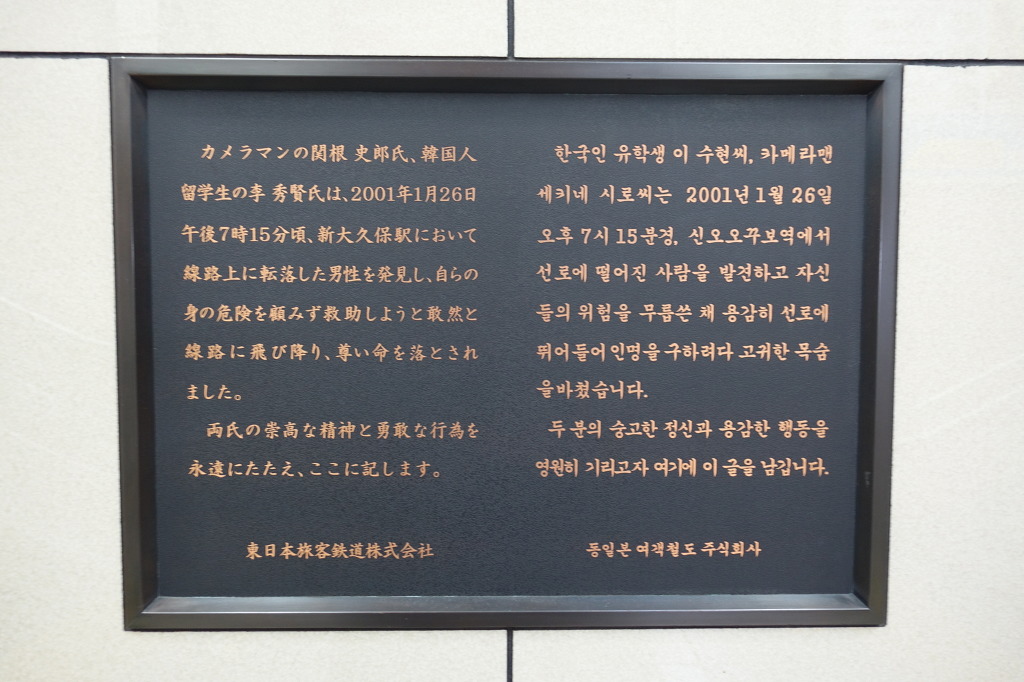 カメラマンの関根 史郎氏、韓国人
留学生の李 秀賢氏は、2001年1月26日
午後7時15分頃、新大久保駅において
線路上に転落した男性を発見し、自らの
身の危険を顧みず救助しようと敢然と
線路に飛び降り、尊い命を落とされ
ました。
両氏の崇高な精神と勇敢な行為を
永遠にたたえ、ここに記します。
東日本旅客鉄道株式会社
한국인 유학생 이 수현씨, 카메라맨
세키네 시로씨는 2001년 1월 26일
오후 7시 15분경, 신오오꾸보역에서
선로에 떨어진 사람을 발견하고 자신
들의 위험을 무릅쓴 채 용감히 선로에
뛰어들어 인명을 구하려다 고귀한 목숨
을바쳤습니다.
두 분의 숭고한 정신과 용감한 행동을
영원히 기리고자 여기에 이 글을 남깁니다.
동일본 여객철도 주식회사